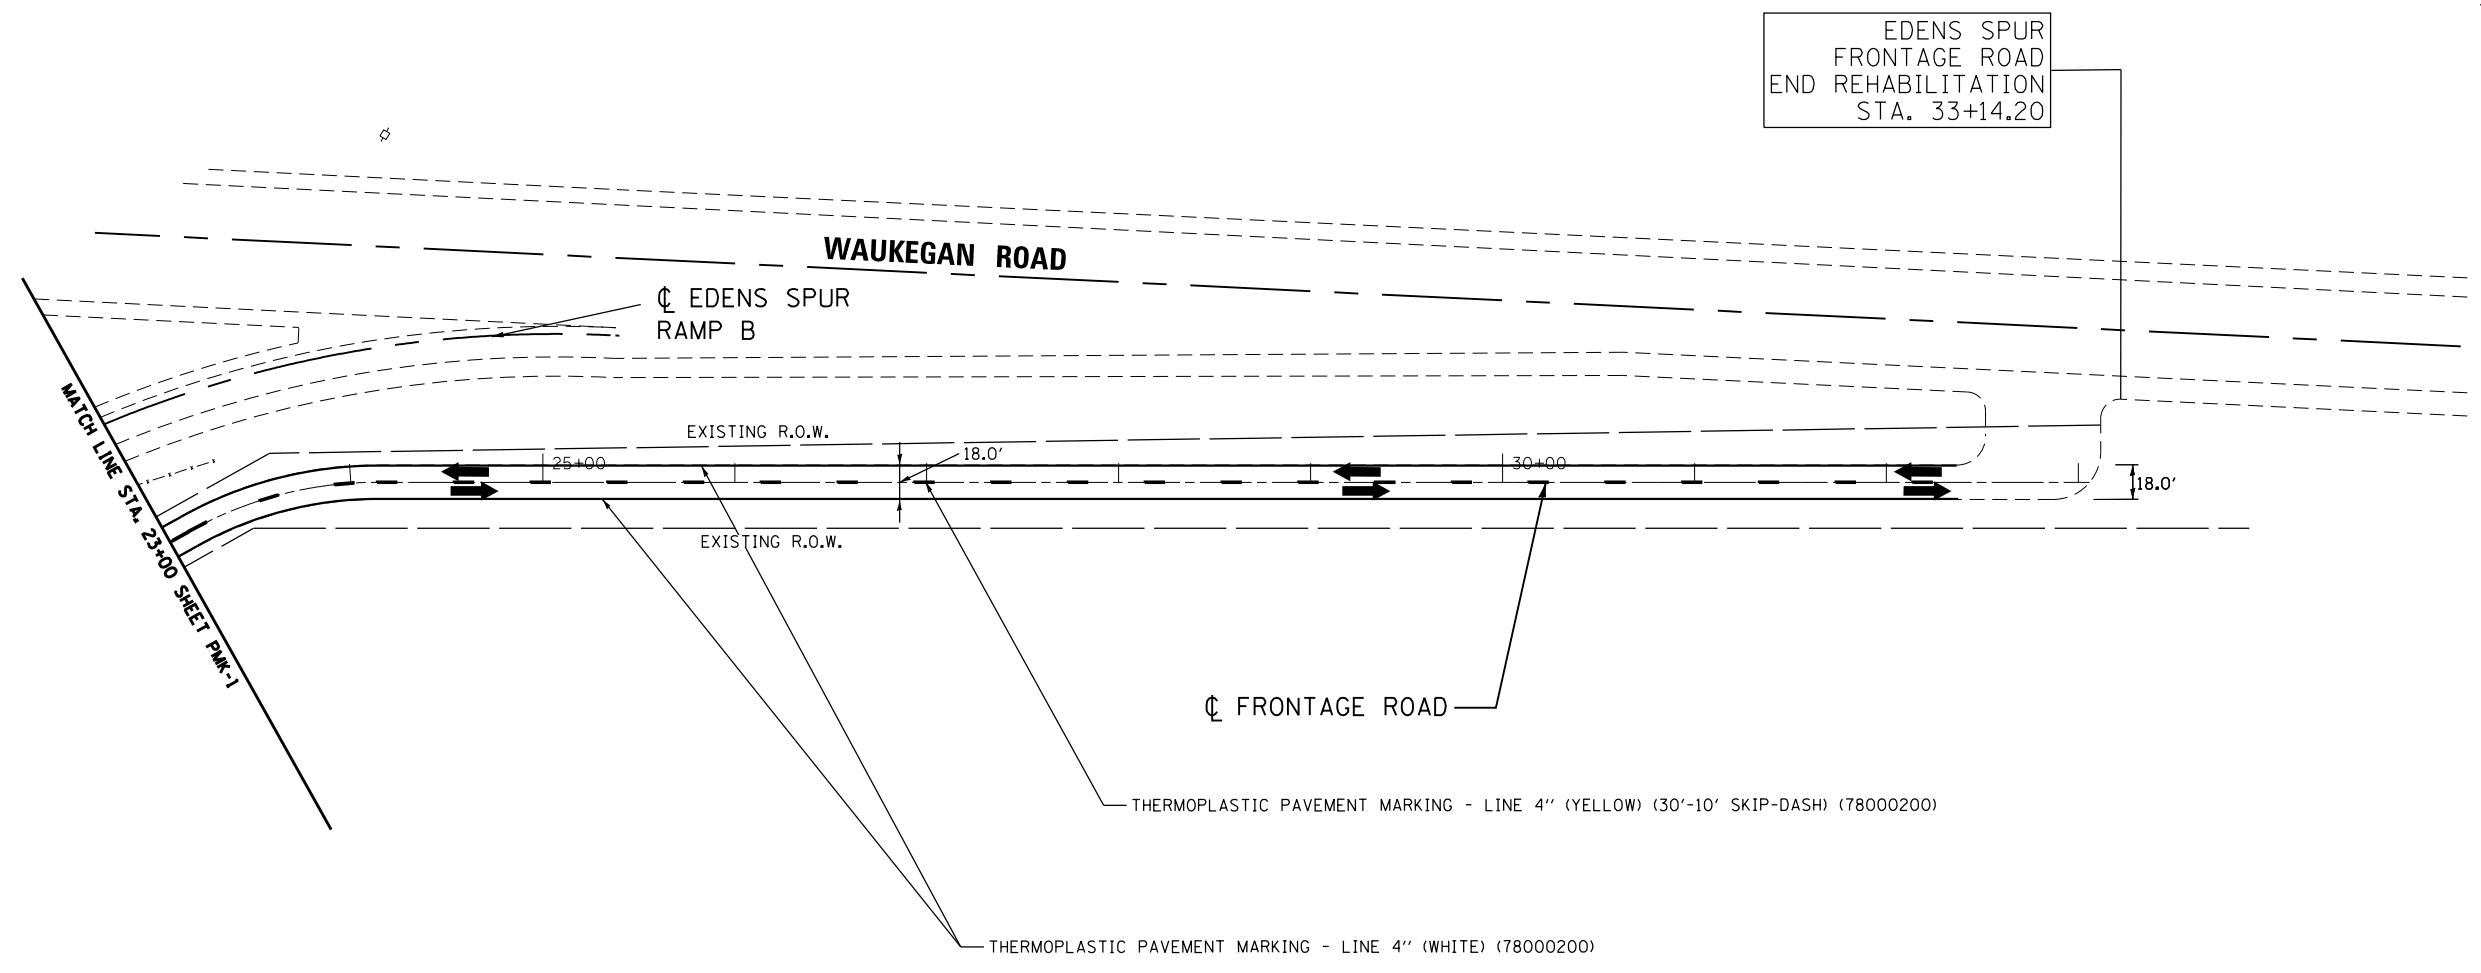 EDENS SPUR
FRONTAGE ROAD
END REHABILITATION
STA. 33+14.20
WAUKEGAN ROAD
℄ EDENS SPUR
RAMP B
MATCH LINE STA. 23+00 SHEET PMK-1
EXISTING R.O.W.
25+00
18.0'
30+00
18.0'
EXISTING R.O.W.
℄ FRONTAGE ROAD
THERMOPLASTIC PAVEMENT MARKING - LINE 4'' (YELLOW) (30'-10' SKIP-DASH) (78000200)
THERMOPLASTIC PAVEMENT MARKING - LINE 4'' (WHITE) (78000200)